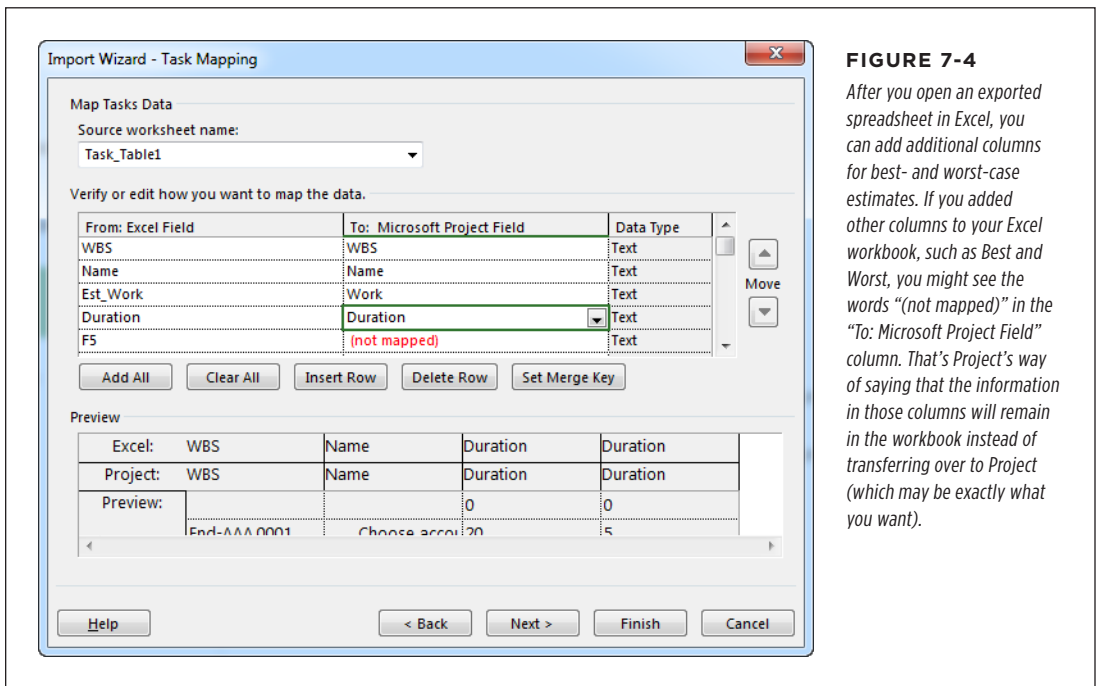 Import Wizard - Task Mapping
Map Tasks Data
Source worksheet name:
Task_Table1
Verify or edit how you want to map the data.
From: Excel Field To: Microsoft Project Field Data Type
WBS WBS Text
Name Name Text
Est_Work Work Text
Duration Duration Text
F5 (not mapped) Text
Move
Add All Clear All Insert Row Delete Row Set Merge Key
Preview
Excel: WBS Name Duration Duration
Project: WBS Name Duration Duration
Preview: 0 0
End-AAA.0001 Choose accou 20 5
Help < Back Next > Finish Cancel
FIGURE 7-4
After you open an exported
spreadsheet in Excel, you
can add additional columns
for best- and worst-case
estimates. If you added
other columns to your Excel
workbook, such as Best and
Worst, you might see the
words “(not mapped)” in the
“To: Microsoft Project Field”
column. That’s Project’s way
of saying that the information
in those columns will remain
in the workbook instead of
transferring over to Project
(which may be exactly what
you want).